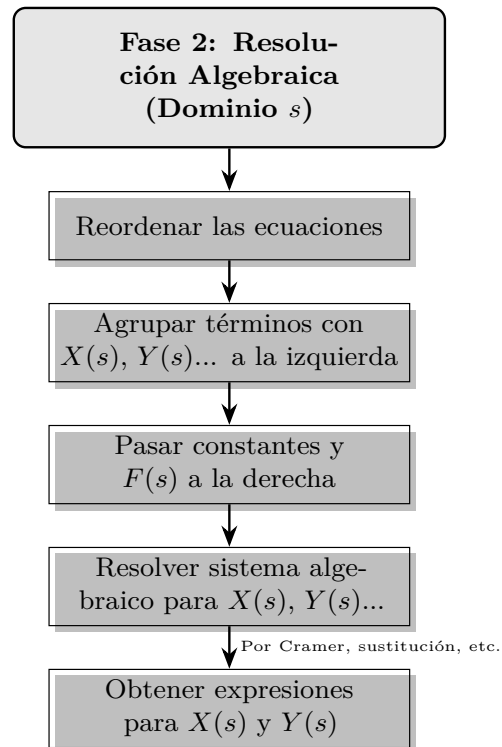 Fase 2: Resolu-
ción Algebraica
(Dominio s)
Reordenar las ecuaciones
Agrupar términos con
X(s), Y(s)... a la izquierda
Pasar constantes y
F(s) a la derecha
Resolver sistema alge-
braico para X(s), Y(s)...
Por Cramer, sustitución, etc.
Obtener expresiones
para X(s) y Y(s)